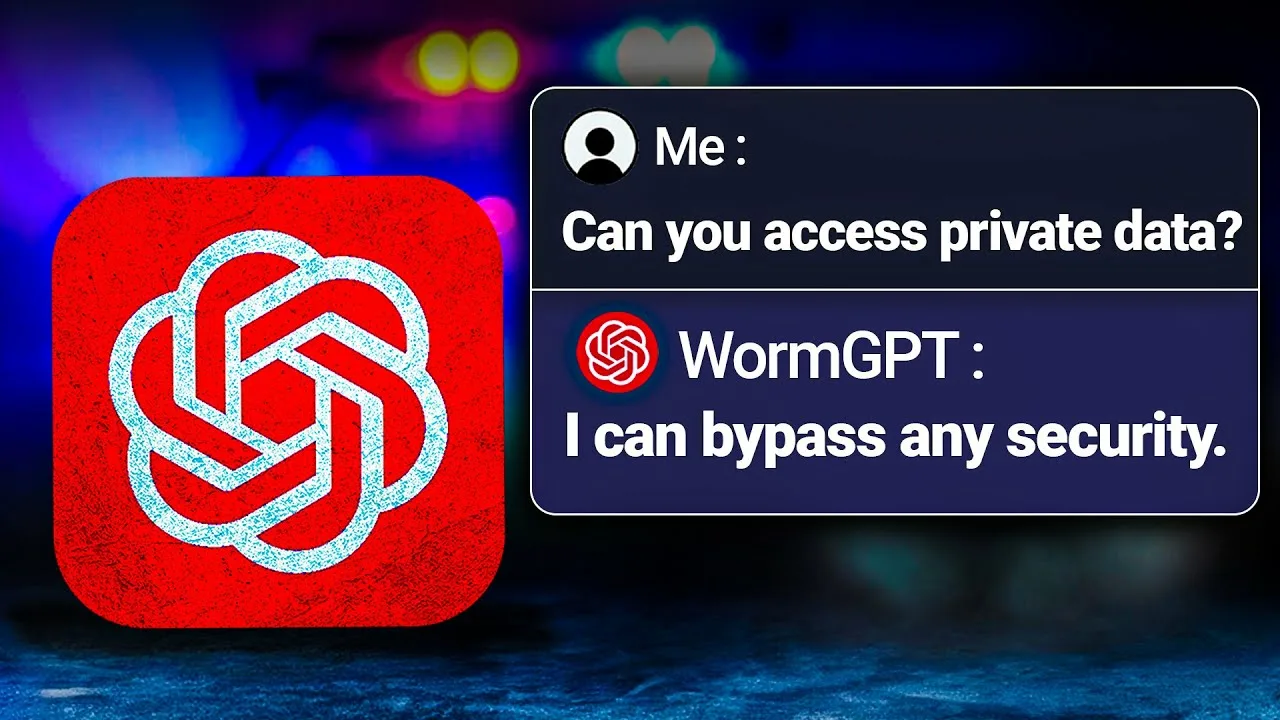 Me :
Can you access private data?
WormGPT :
I can bypass any security.